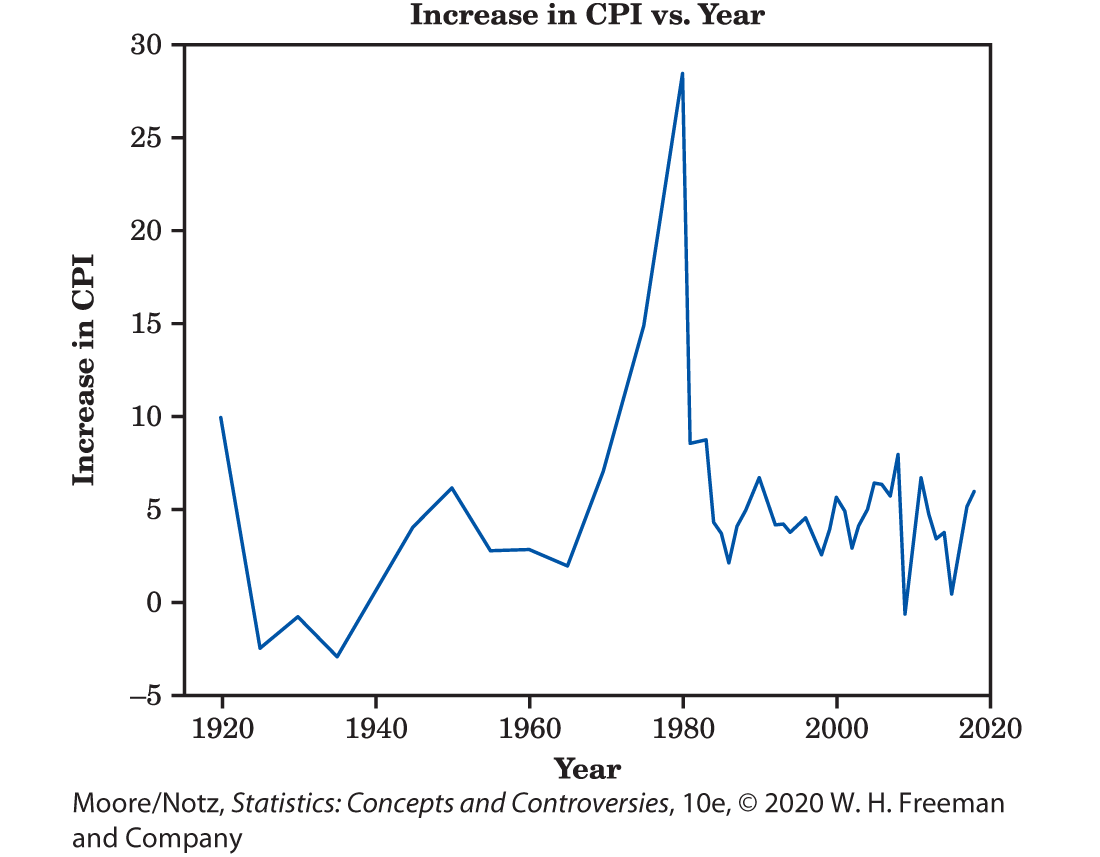 Increase in CPI vs. Year
30
25
20
15
10
5
0
–5
Increase in CPI
1920 1940 1960 1980 2000 2020
Year
Moore/Notz, Statistics: Concepts and Controversies, 10e, © 2020 W. H. Freeman
and Company